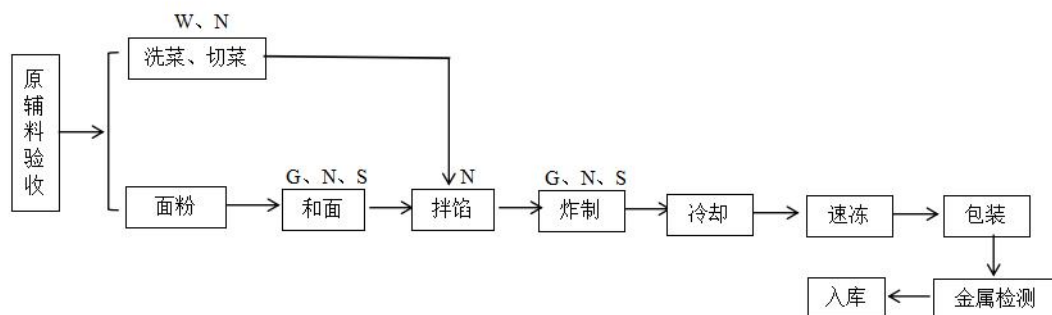 W、N
洗菜、切菜
原辅料验收
G、N、S
N
G、N、S
面粉
和面
拌馅
炸制
冷却
速冻
包装
入库
金属检测